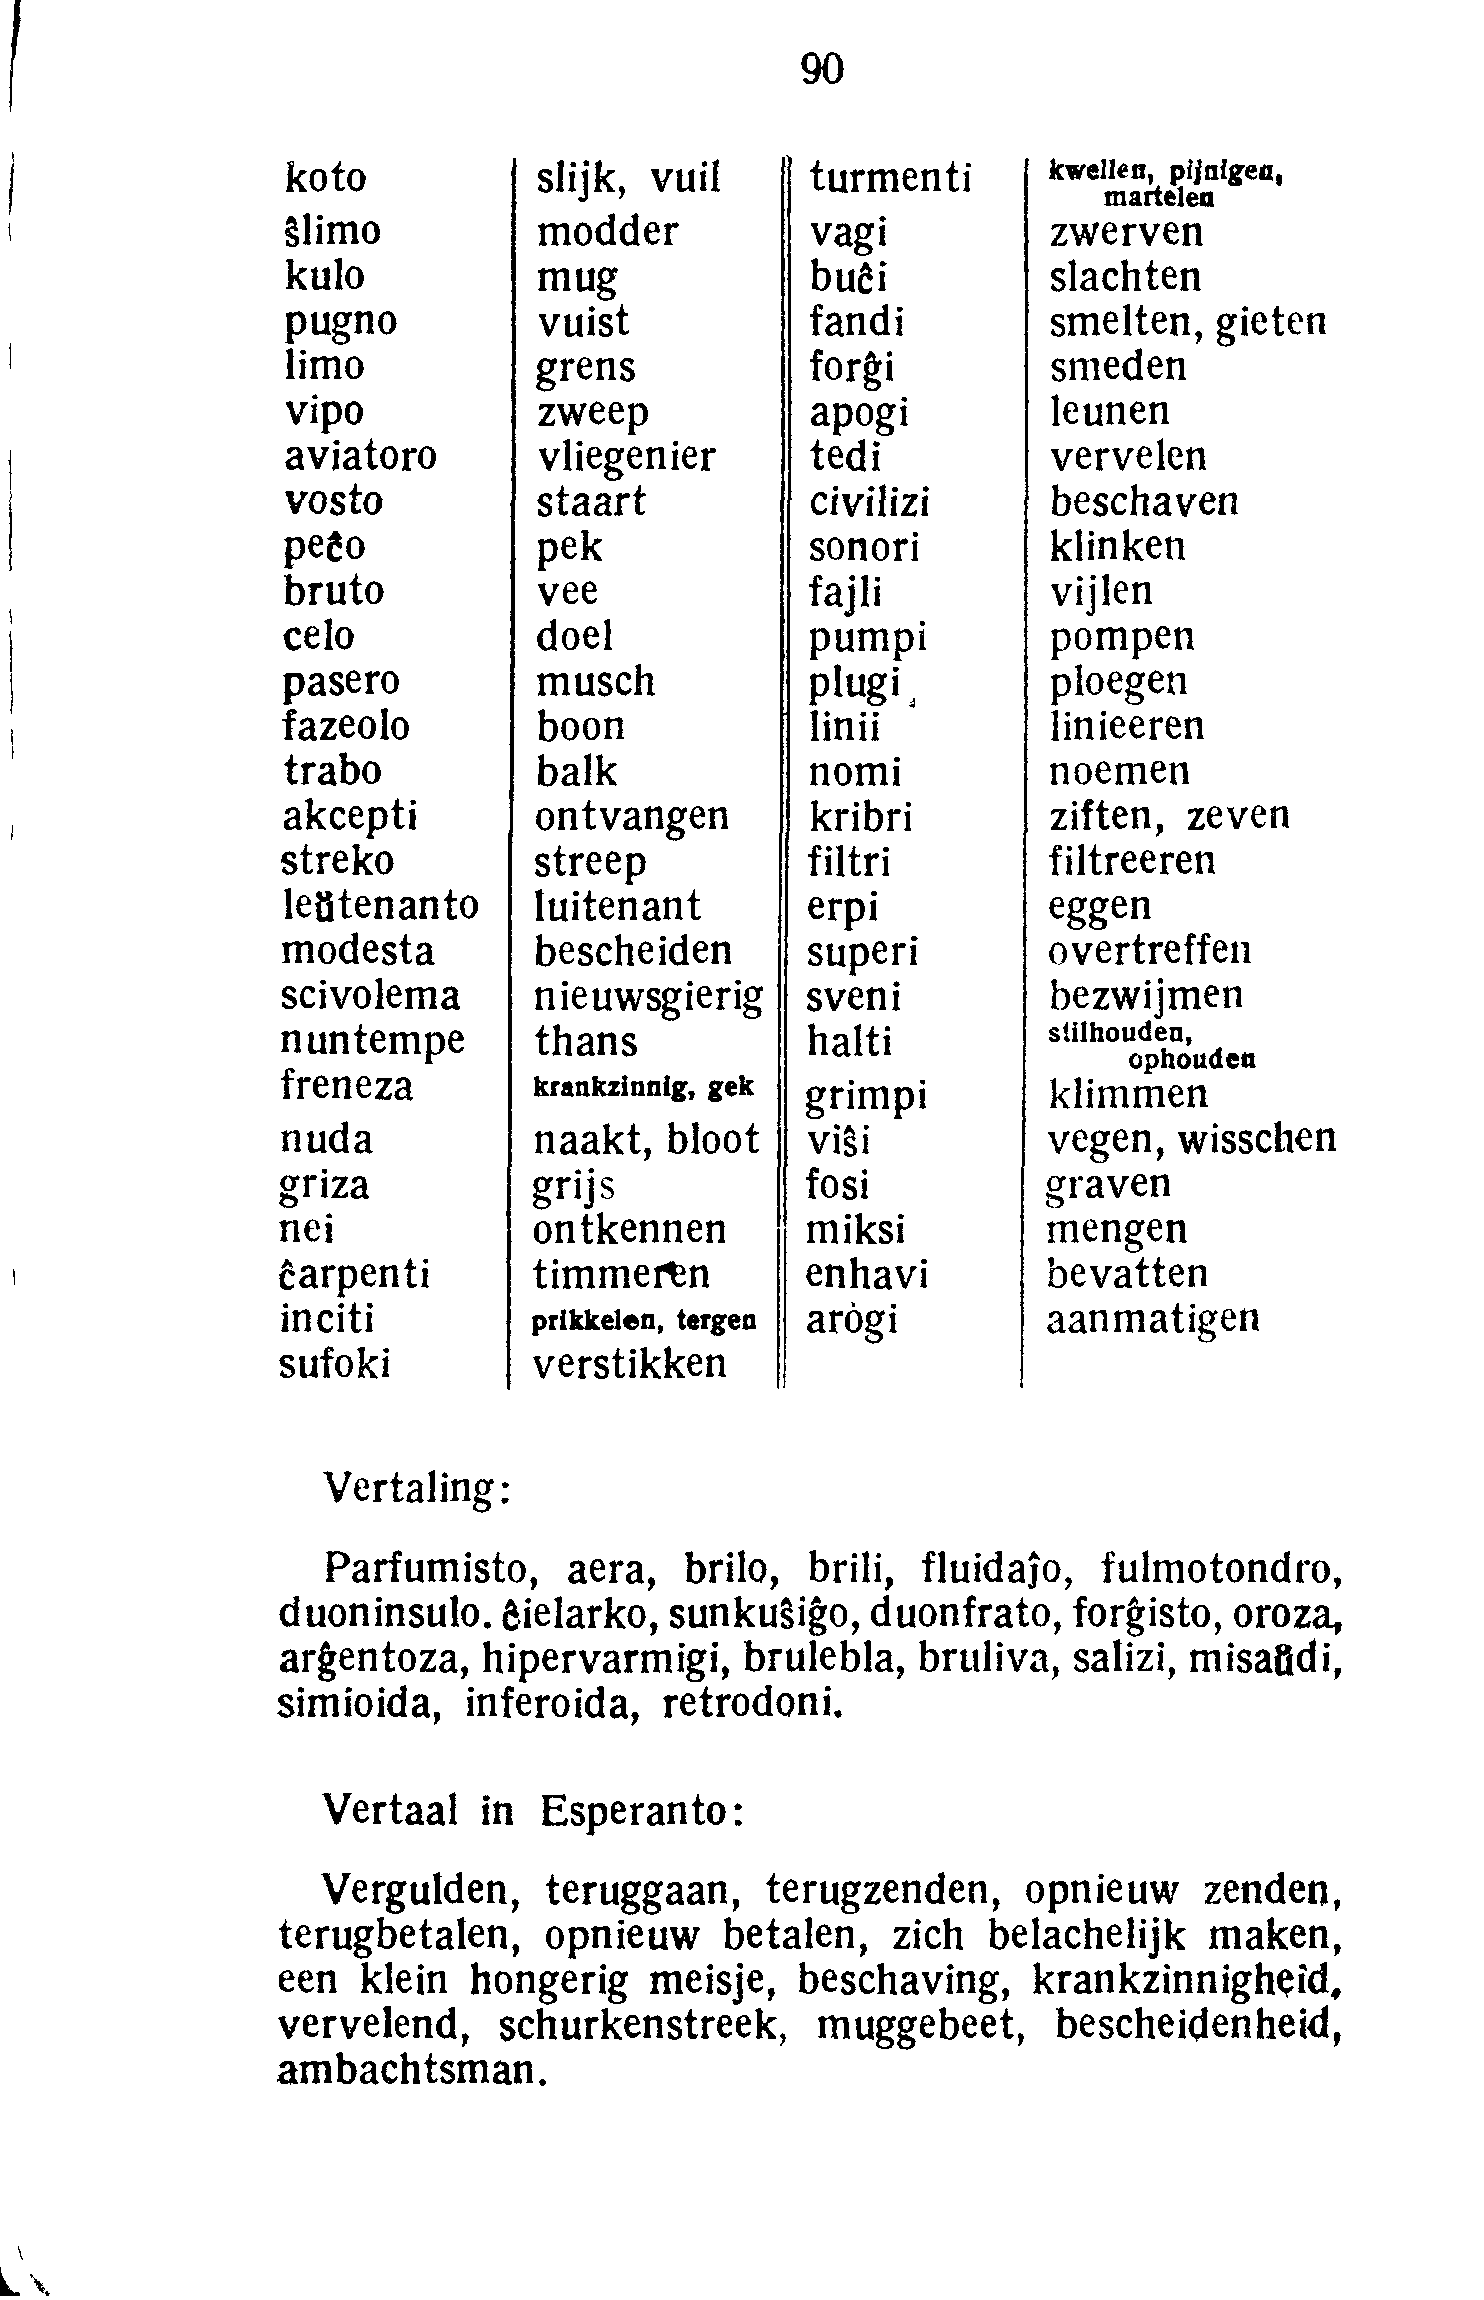 90
koto slijk, vuil turmenti kwellen, pijnigen,
martelen
ŝlimo modder vagi zwerven
kulo mug buĉi slachten
pugno vuist fandi smelten, gieten
limo grens forĝi smeden
vipo zweep apogi leunen
aviatoro vliegenier tedi vervelen
vosto staart civilizi beschaven
peĉo pek sonori klinken
bruto vee fajli vijlen
celo doel pumpi pompen
pasero musch plugi ploegen
fazeolo boon linii linieeren
trabo balk nomi noemen
akcepti ontvangen kribri ziften, zeven
streko streep filtri filtreeren
leŭtenanto luitenant erpi eggen
modesta bescheiden superi overtreffen
scivolema nieuwsgierig sveni bezwijmen
nuntempe thans halti stilhouden,
ophouden
freneza krankzinnig, gek grimpi klimmen
nuda naakt, bloot viŝi vegen, wisschen
griza grijs fosi graven
nei ontkennen miksi mengen
ĉarpenti timmeren enhavi bevatten
inciti prikkelen, tergen arògi aanmatigen
sufoki verstikken
Vertaling:
Parfumisto, aera, brilo, brili, fluidaĵo, fulmotondro,
duoninsulo. ĉielarko, sunkuŝiĝo, duonfrato, forĝisto, oroza,
arĝentoza, hipervarmigi, brulebla, bruliva, salizi, misaŭdi,
simioida, inferoida, retrodoni.
Vertaal in Esperanto:
Vergulden, teruggaan, terugzenden, opnieuw zenden,
terugbetalen, opnieuw betalen, zich belachelijk maken,
een klein hongerig meisje, beschaving, krankzinnigheid,
vervelend, schurkenstreek, muggebeet, bescheidenheid,
ambachtsman.